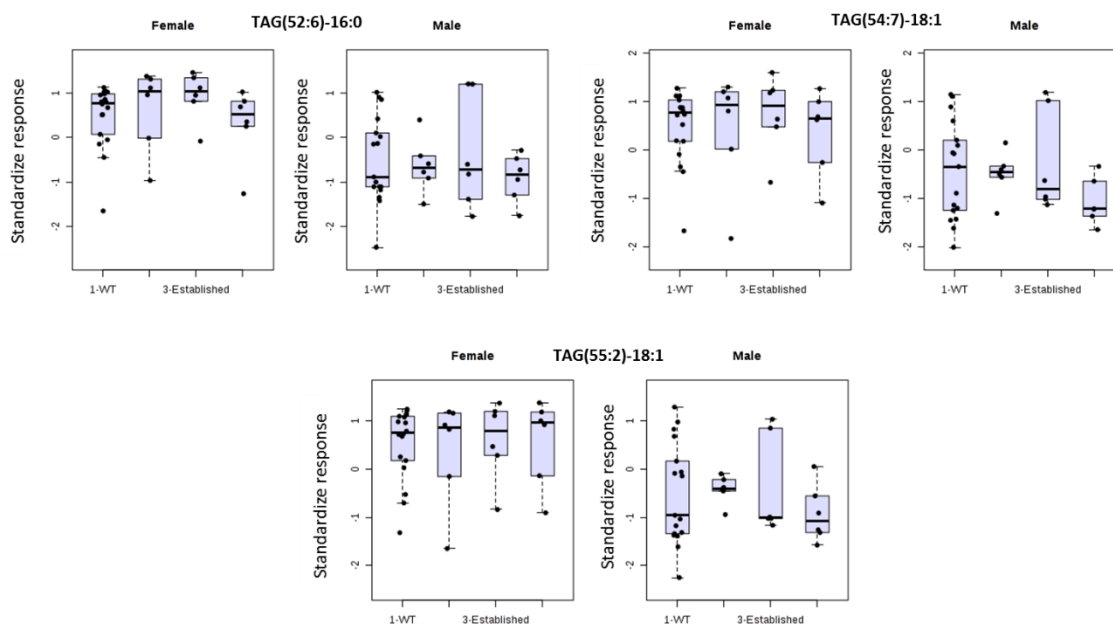 TAG(52:6)-16:0
Female
Male
Standardize response
1
0
-1
-2
1-WT
3-Established
Standardize response
1
0
-1
-2
1-WT
3-Established
TAG(54:7)-18:1
Female
Male
Standardize response
2
1
0
-1
-2
1-WT
3-Established
Standardize response
2
1
0
-1
-2
1-WT
3-Established
TAG(55:2)-18:1
Female
Male
Standardize response
1
0
-1
-2
1-WT
3-Established
Standardize response
1
0
-1
-2
1-WT
3-Established